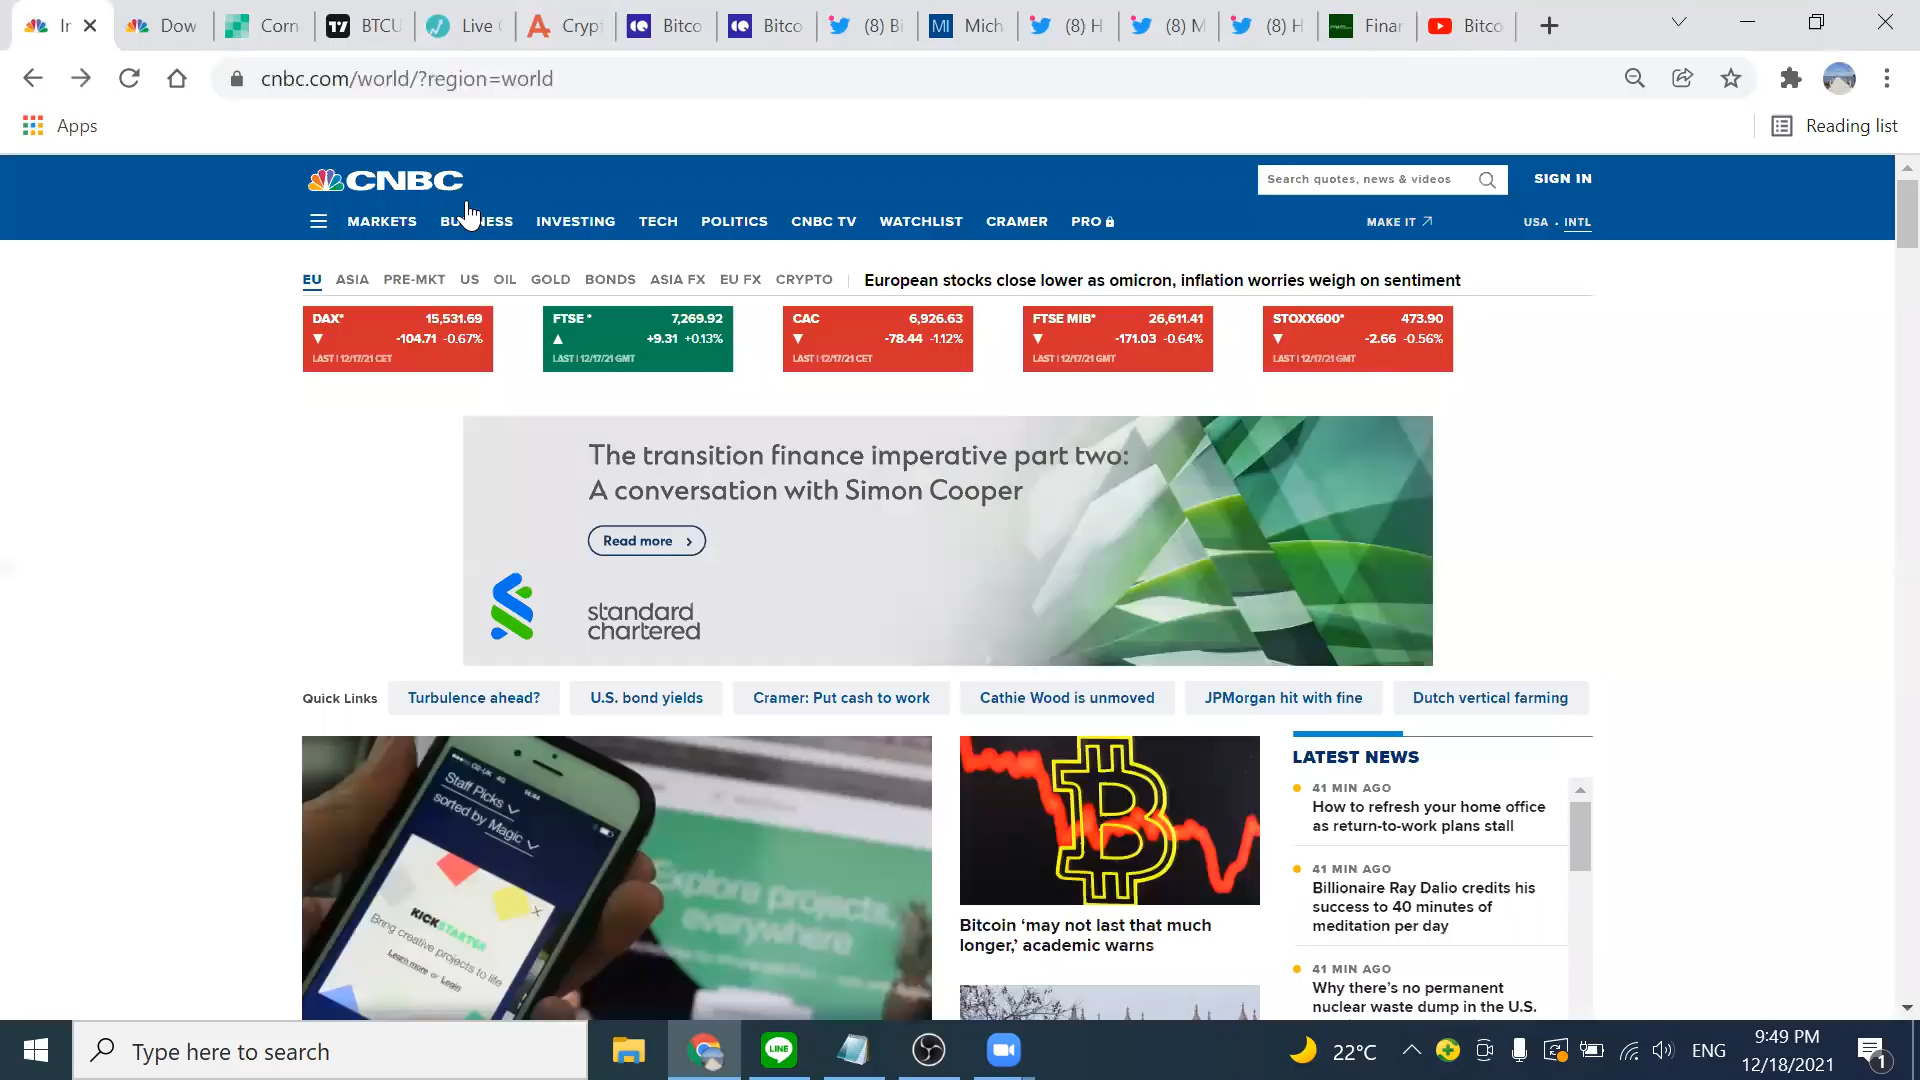 Ir
Dow
Corn
BTCU
Live
Cryp
Bitco
Bitco
(8) Bi
MI Mich
(8) H
(8) M
(8) H
Finar
Bitco
cnbc.com/world/?region=world
Apps
Reading list
CNBC
Search quotes, news & videos
SIGN IN
MARKETS BUSINESS INVESTING TECH POLITICS CNBC TV WATCHLIST CRAMER PRO
MAKE IT
USA · INTL
EU ASIA PRE-MKT US OIL GOLD BONDS ASIA FX EU FX CRYPTO
European stocks close lower as omicron, inflation worries weigh on sentiment
DAX* 15,531.69
-104.71 -0.67%
LAST | 12/17/21 CET
FTSE * 7,269.92
+9.31 +0.13%
LAST | 12/17/21 GMT
CAC 6,926.63
-78.44 -1.12%
LAST | 12/17/21 CET
FTSE MIB* 26,611.41
-171.03 -0.64%
LAST | 12/17/21 GMT
STOXX600* 473.90
-2.66 -0.56%
LAST | 12/17/21 GMT
The transition finance imperative part two:
A conversation with Simon Cooper
Read more
standard
chartered
Quick Links
Turbulence ahead?
U.S. bond yields
Cramer: Put cash to work
Cathie Wood is unmoved
JPMorgan hit with fine
Dutch vertical farming
Staff Picks
sorted by Magic
KICKSTARTER
Bring creative projects to life
Learn more or Login
Explore projects,
everywhere
Bitcoin ‘may not last that much
longer,’ academic warns
LATEST NEWS
41 MIN AGO
How to refresh your home office
as return-to-work plans stall
41 MIN AGO
Billionaire Ray Dalio credits his
success to 40 minutes of
meditation per day
41 MIN AGO
Why there’s no permanent
nuclear waste dump in the U.S.
Type here to search
LINE
22°C
ENG
9:49 PM
12/18/2021
1